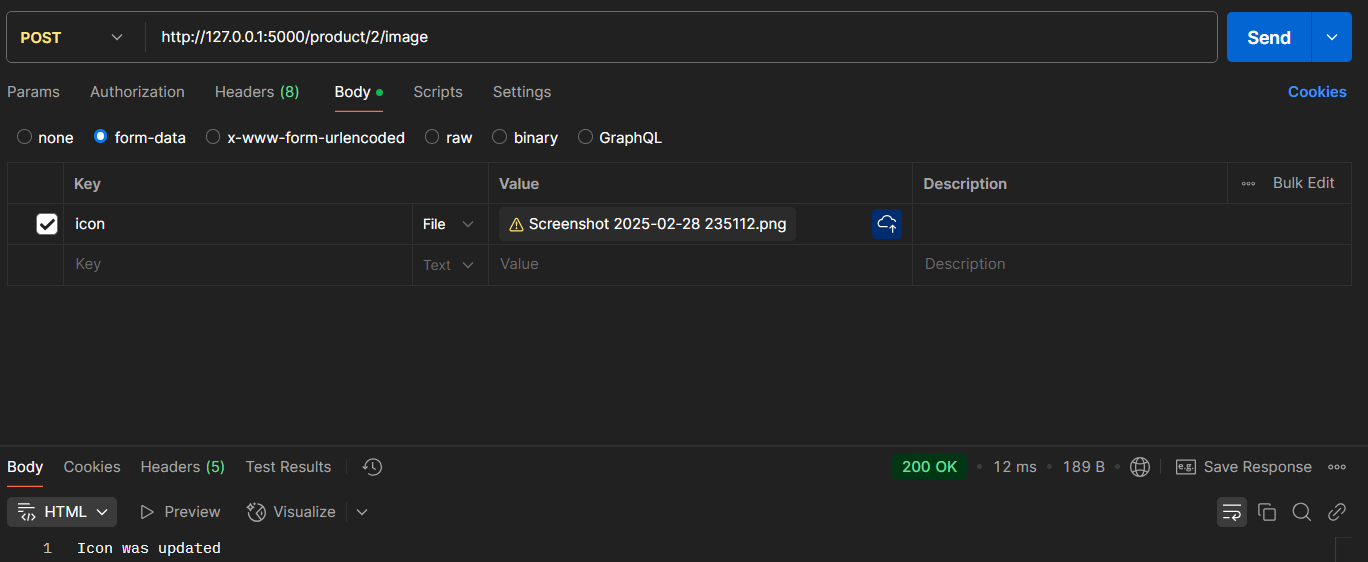 POST http://127.0.0.1:5000/product/2/image Send
Params Authorization Headers (8) Body Scripts Settings Cookies
none form-data x-www-form-urlencoded raw binary GraphQL
Key Value Description Bulk Edit
icon File Screenshot 2025-02-28 235112.png
Key Text Value Description
Body Cookies Headers (5) Test Results 200 OK 12 ms 189 B e.g. Save Response
HTML Preview Visualize
1 Icon was updated